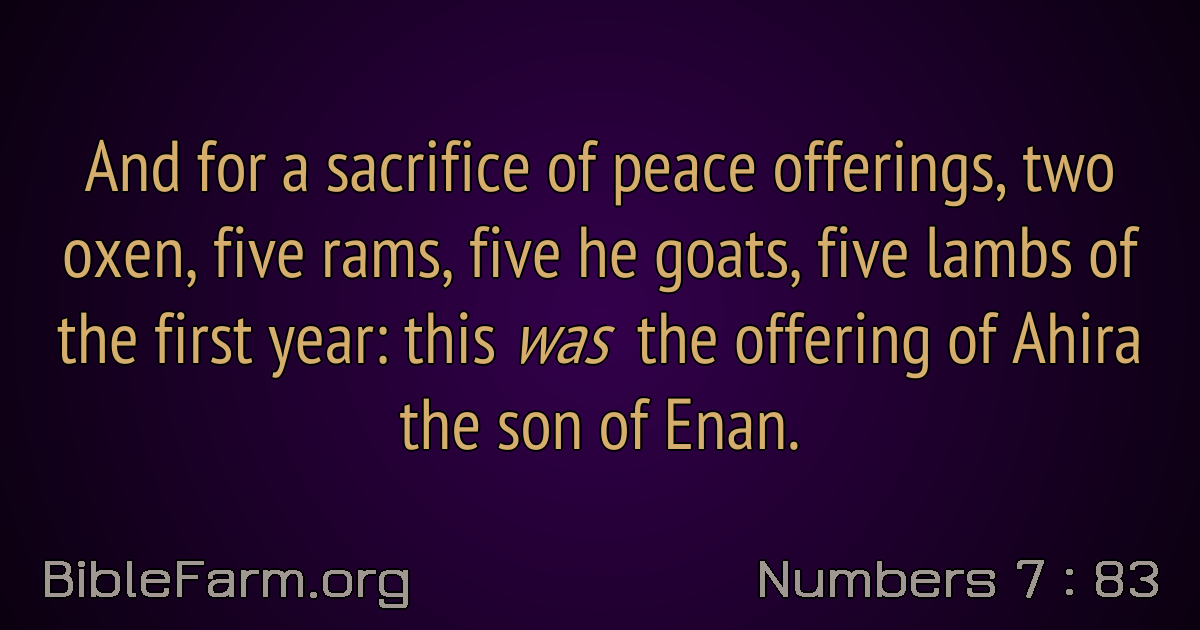 And for a sacrifice of peace offerings, two
oxen, five rams, five he goats, five lambs of
the first year: this was the offering of Ahira
the son of Enan.
BibleFarm.org
Numbers 7 : 83